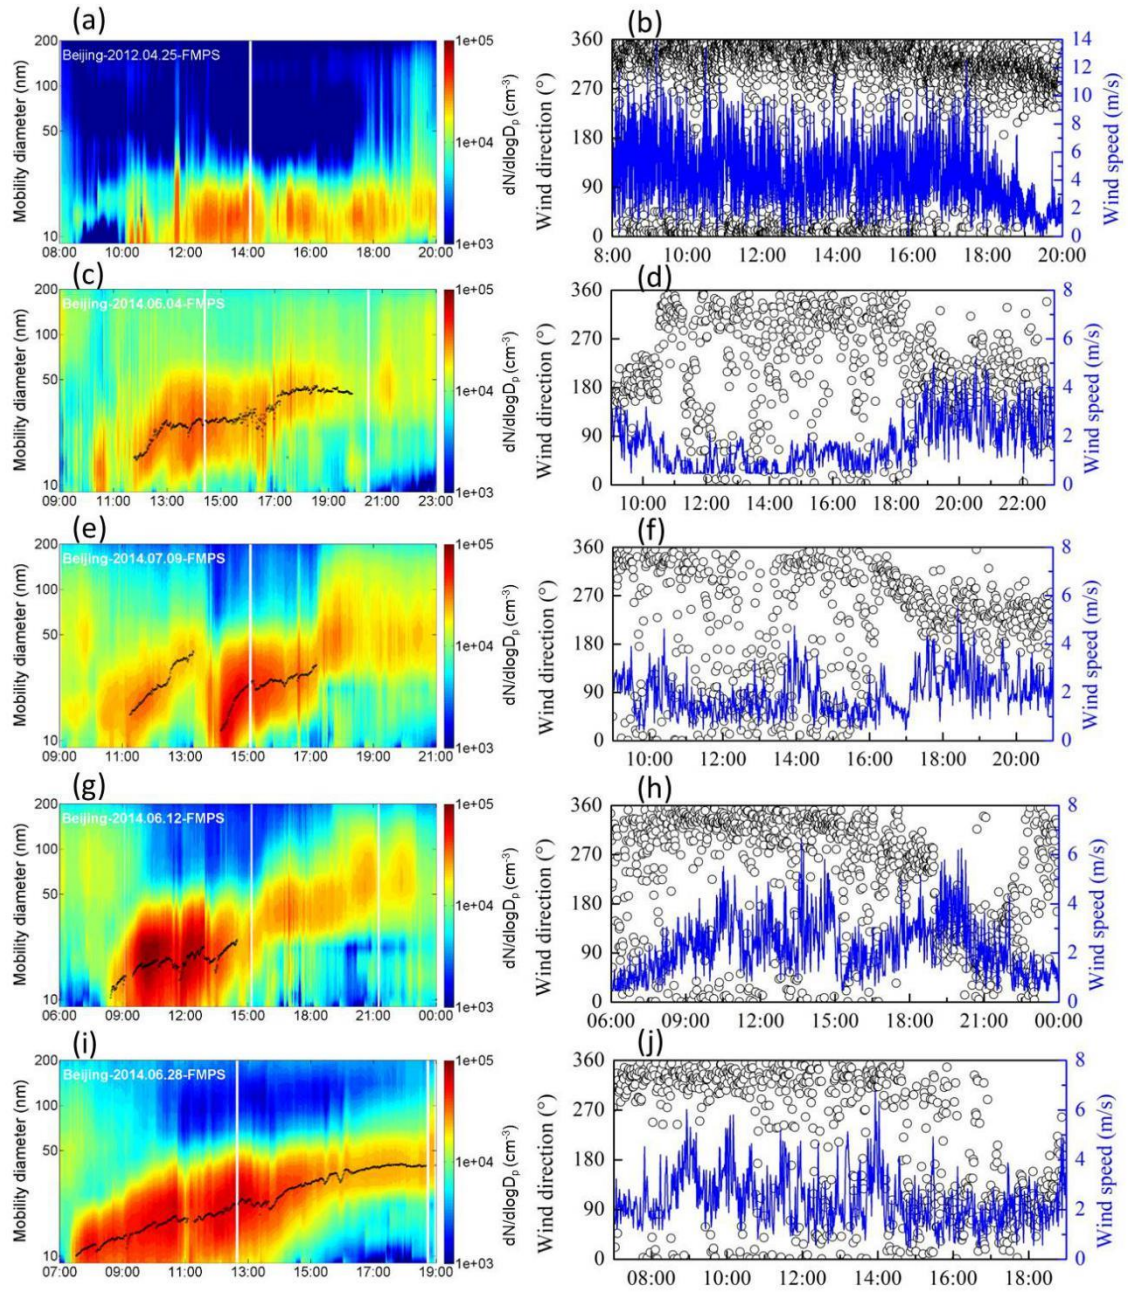 (a)
Beijing-2012.04.25-FMPS
Mobility diameter (nm)
200
100
50
10
08:00 10:00 12:00 14:00 16:00 18:00 20:00
1e+05
1e+04
1e+03
dN/dlogDp (cm-3)
(b)
Wind direction (°)
360
270
180
90
0
8:00 10:00 12:00 14:00 16:00 18:00 20:00
14
12
10
8
6
4
2
0
Wind speed (m/s)
(c)
Beijing-2014.06.04-FMPS
Mobility diameter (nm)
200
100
50
10
09:00 11:00 13:00 15:00 17:00 19:00 21:00 23:00
1e+05
1e+04
1e+03
dN/dlogDp (cm-3)
(d)
Wind direction (°)
360
270
180
90
0
10:00 12:00 14:00 16:00 18:00 20:00 22:00
8
6
4
2
0
Wind speed (m/s)
(e)
Beijing-2014.07.09-FMPS
Mobility diameter (nm)
200
100
50
10
09:00 11:00 13:00 15:00 17:00 19:00 21:00
1e+05
1e+04
1e+03
dN/dlogDp (cm-3)
(f)
Wind direction (°)
360
270
180
90
0
10:00 12:00 14:00 16:00 18:00 20:00
8
6
4
2
0
Wind speed (m/s)
(g)
Beijing-2014.06.12-FMPS
Mobility diameter (nm)
200
100
50
10
06:00 09:00 12:00 15:00 18:00 21:00 00:00
1e+05
1e+04
1e+03
dN/dlogDp (cm-3)
(h)
Wind direction (°)
360
270
180
90
0
06:00 09:00 12:00 15:00 18:00 21:00 00:00
8
6
4
2
0
Wind speed (m/s)
(i)
Beijing-2014.06.28-FMPS
Mobility diameter (nm)
200
100
50
10
07:00 09:00 11:00 13:00 15:00 17:00 19:00
1e+05
1e+04
1e+03
dN/dlogDp (cm-3)
(j)
Wind direction (°)
360
270
180
90
0
08:00 10:00 12:00 14:00 16:00 18:00
8
6
4
2
0
Wind speed (m/s)